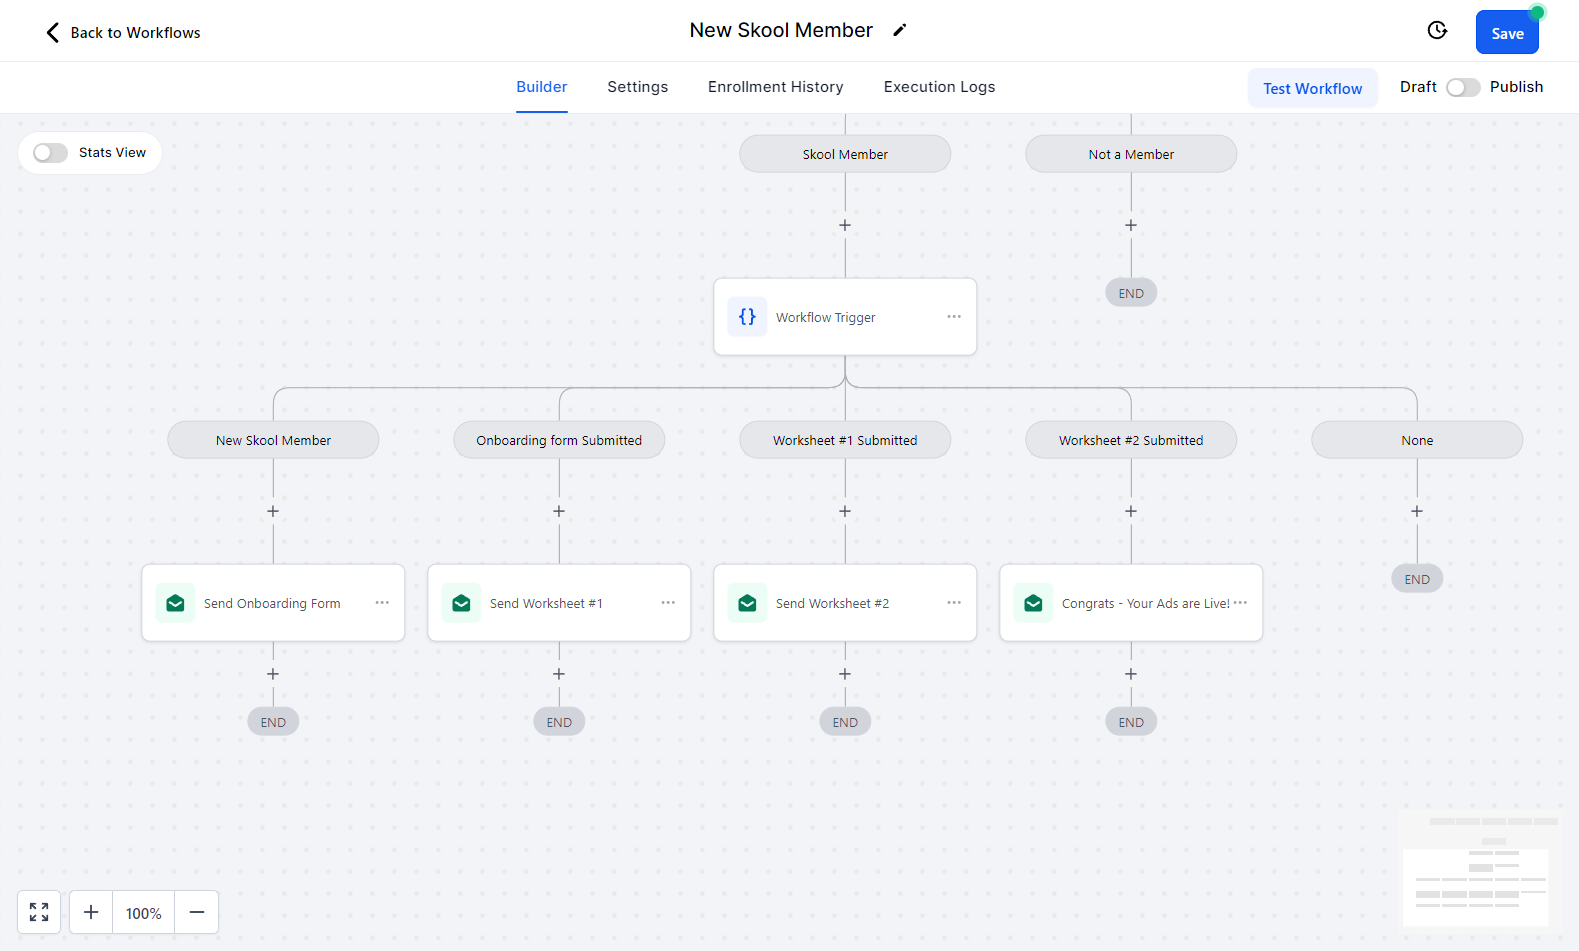 Back to Workflows
New Skool Member
Save
Builder
Settings
Enrollment History
Execution Logs
Test Workflow
Draft
Publish
Stats View
Skool Member
Not a Member
END
Workflow Trigger
New Skool Member
Onboarding form Submitted
Worksheet #1 Submitted
Worksheet #2 Submitted
None
Send Onboarding Form
Send Worksheet #1
Send Worksheet #2
Congrats - Your Ads are Live!
END
END
END
END
END
100%